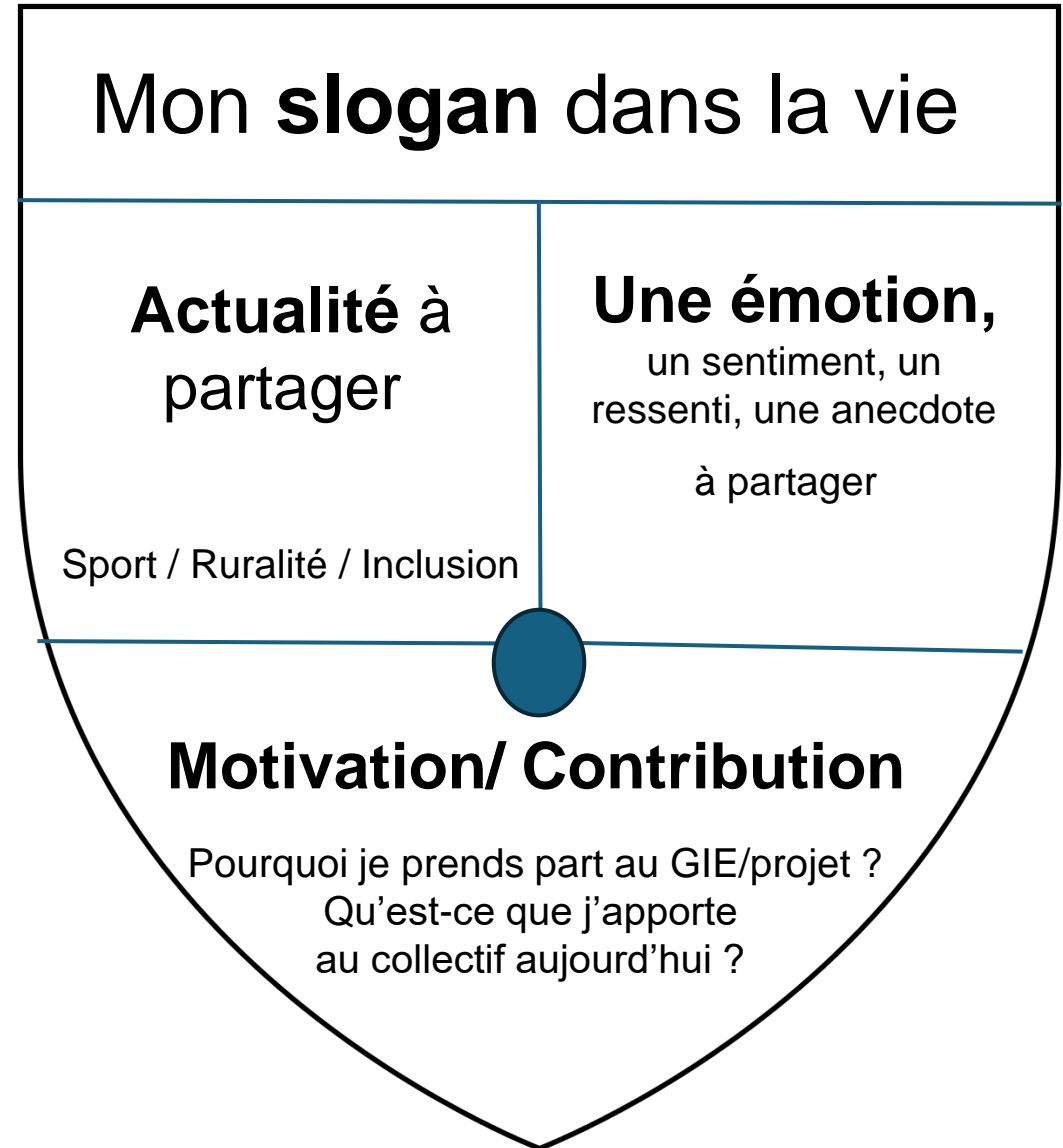 Mon slogan dans la vie
Actualité à
partager
Sport / Ruralité / Inclusion
Une émotion,
un sentiment, un
ressenti, une anecdote
à partager
Motivation/ Contribution
Pourquoi je prends part au GIE/projet ?
Qu’est-ce que j’apporte
au collectif aujourd’hui ?